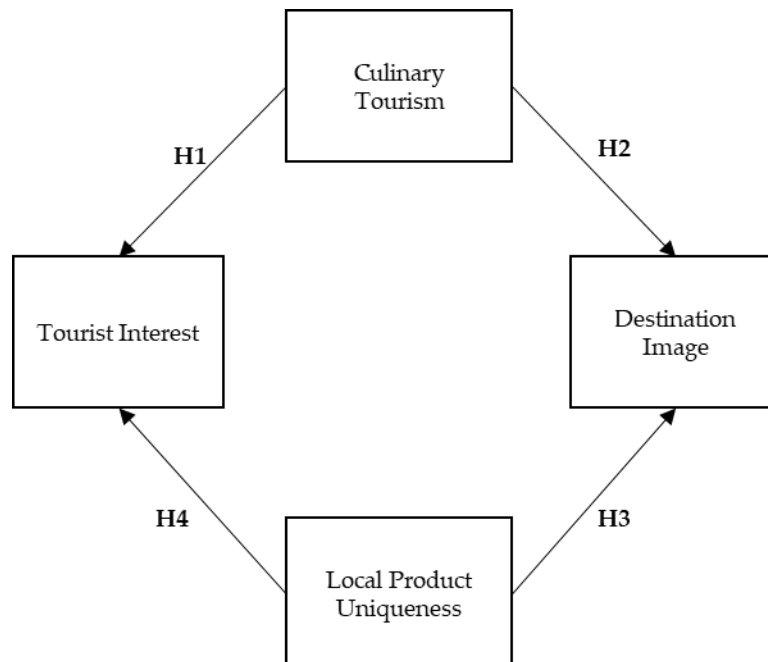 Culinary
Tourism
H1
H2
Tourist Interest
Destination
Image
H4
H3
Local Product
Uniqueness